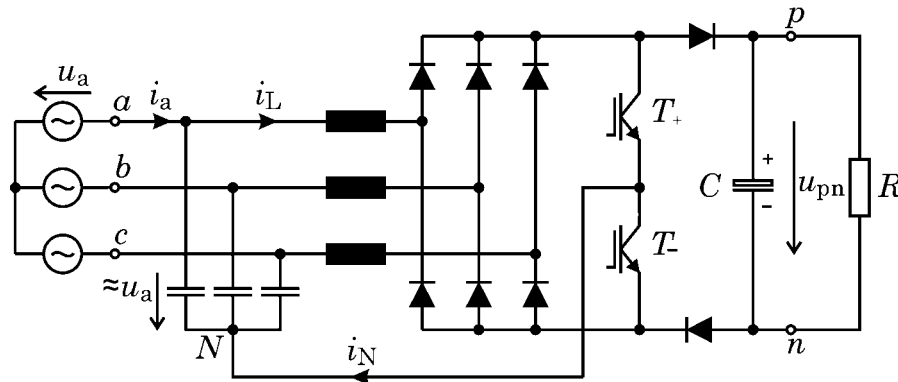 p
u_a
a
i_a
i_L
T_+
b
+
C
u_pn
R
-
c
T_-
≈u_a
N
i_N
n